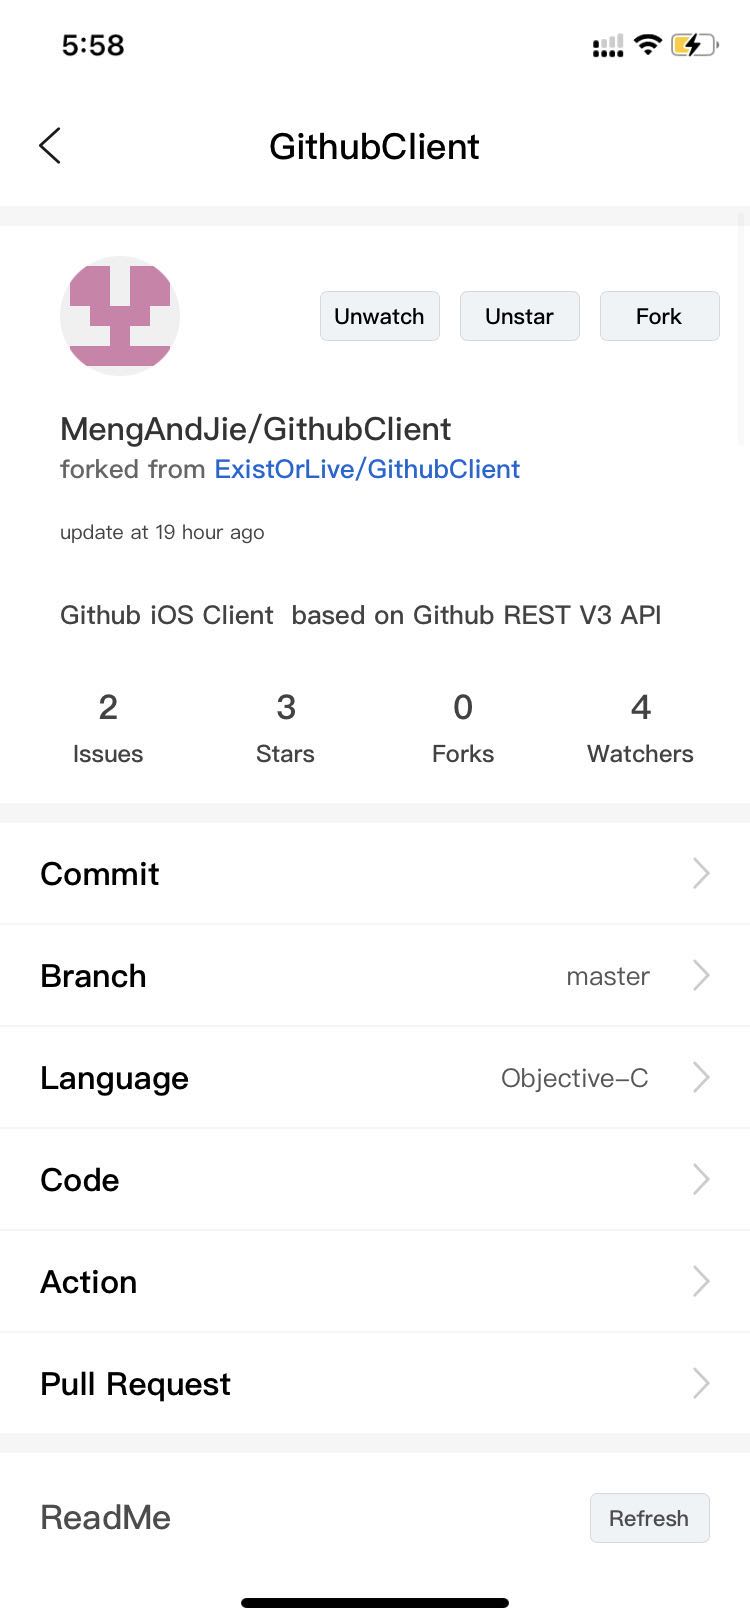 5:58
GithubClient
Unwatch Unstar Fork
MengAndJie/GithubClient
forked from ExistOrLive/GithubClient
update at 19 hour ago
Github iOS Client  based on Github REST V3 API
2 3 0 4
Issues Stars Forks Watchers
Commit
Branch master
Language Objective-C
Code
Action
Pull Request
ReadMe Refresh